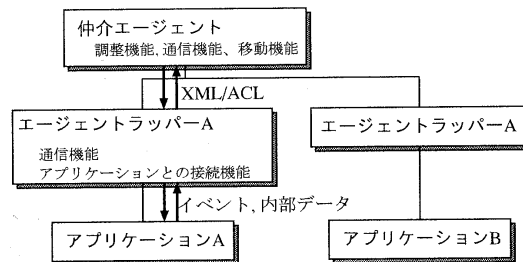 仲介エージェント
調整機能, 通信機能、移動機能
XML/ACL
エージェントラッパーA
通信機能
アプリケーションとの接続機能
エージェントラッパーA
イベント, 内部データ
アプリケーションA
アプリケーションB